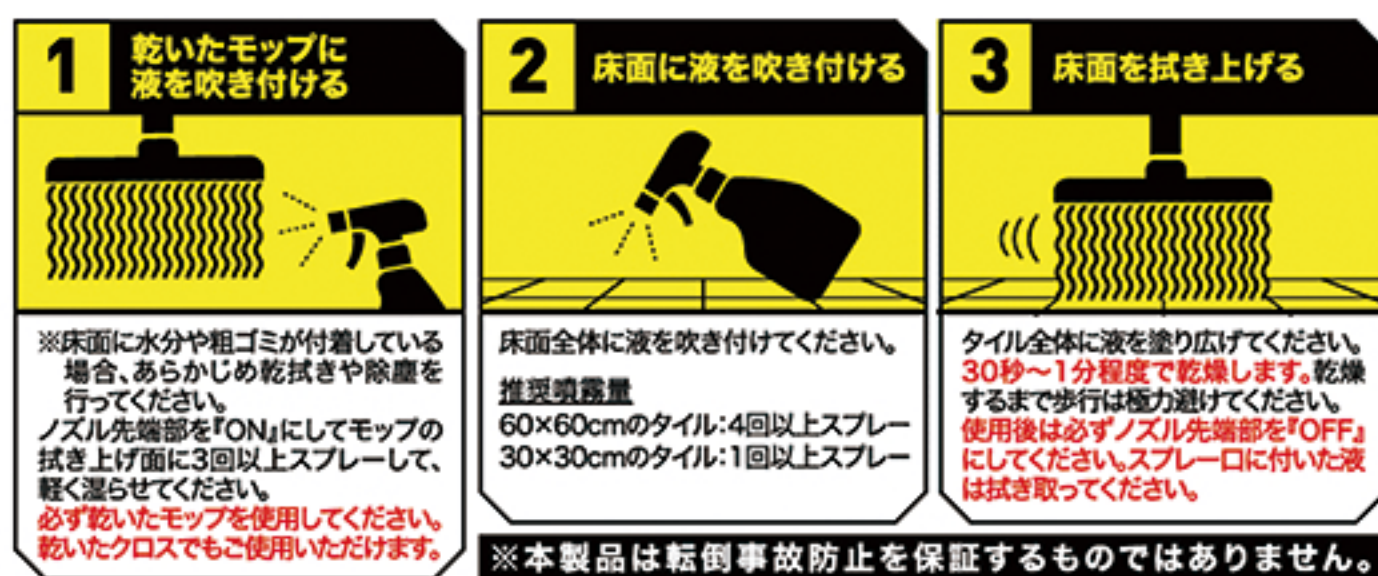 1
乾いたモップに
液を吹き付ける
※床面に水分や粗ゴミが付着している
場合、あらかじめ乾拭きや除塵を
行ってください。
ノズル先端部を『ON』にしてモップの
拭き上げ面に3回以上スプレーして、
軽く湿らせてください。
必ず乾いたモップを使用してください。
乾いたクロスでもご使用いただけます。
2
床面に液を吹き付ける
床面全体に液を吹き付けてください。
推奨噴霧量
60×60cmのタイル:4回以上スプレー
30×30cmのタイル:1回以上スプレー
3
床面を拭き上げる
タイル全体に液を塗り広げてください。
30秒〜1分程度で乾燥します。乾燥
するまで歩行は極力避けてください。
使用後は必ずノズル先端部を『OFF』
にしてください。スプレー口に付いた液
は拭き取ってください。
※本製品は転倒事故防止を保証するものではありません。